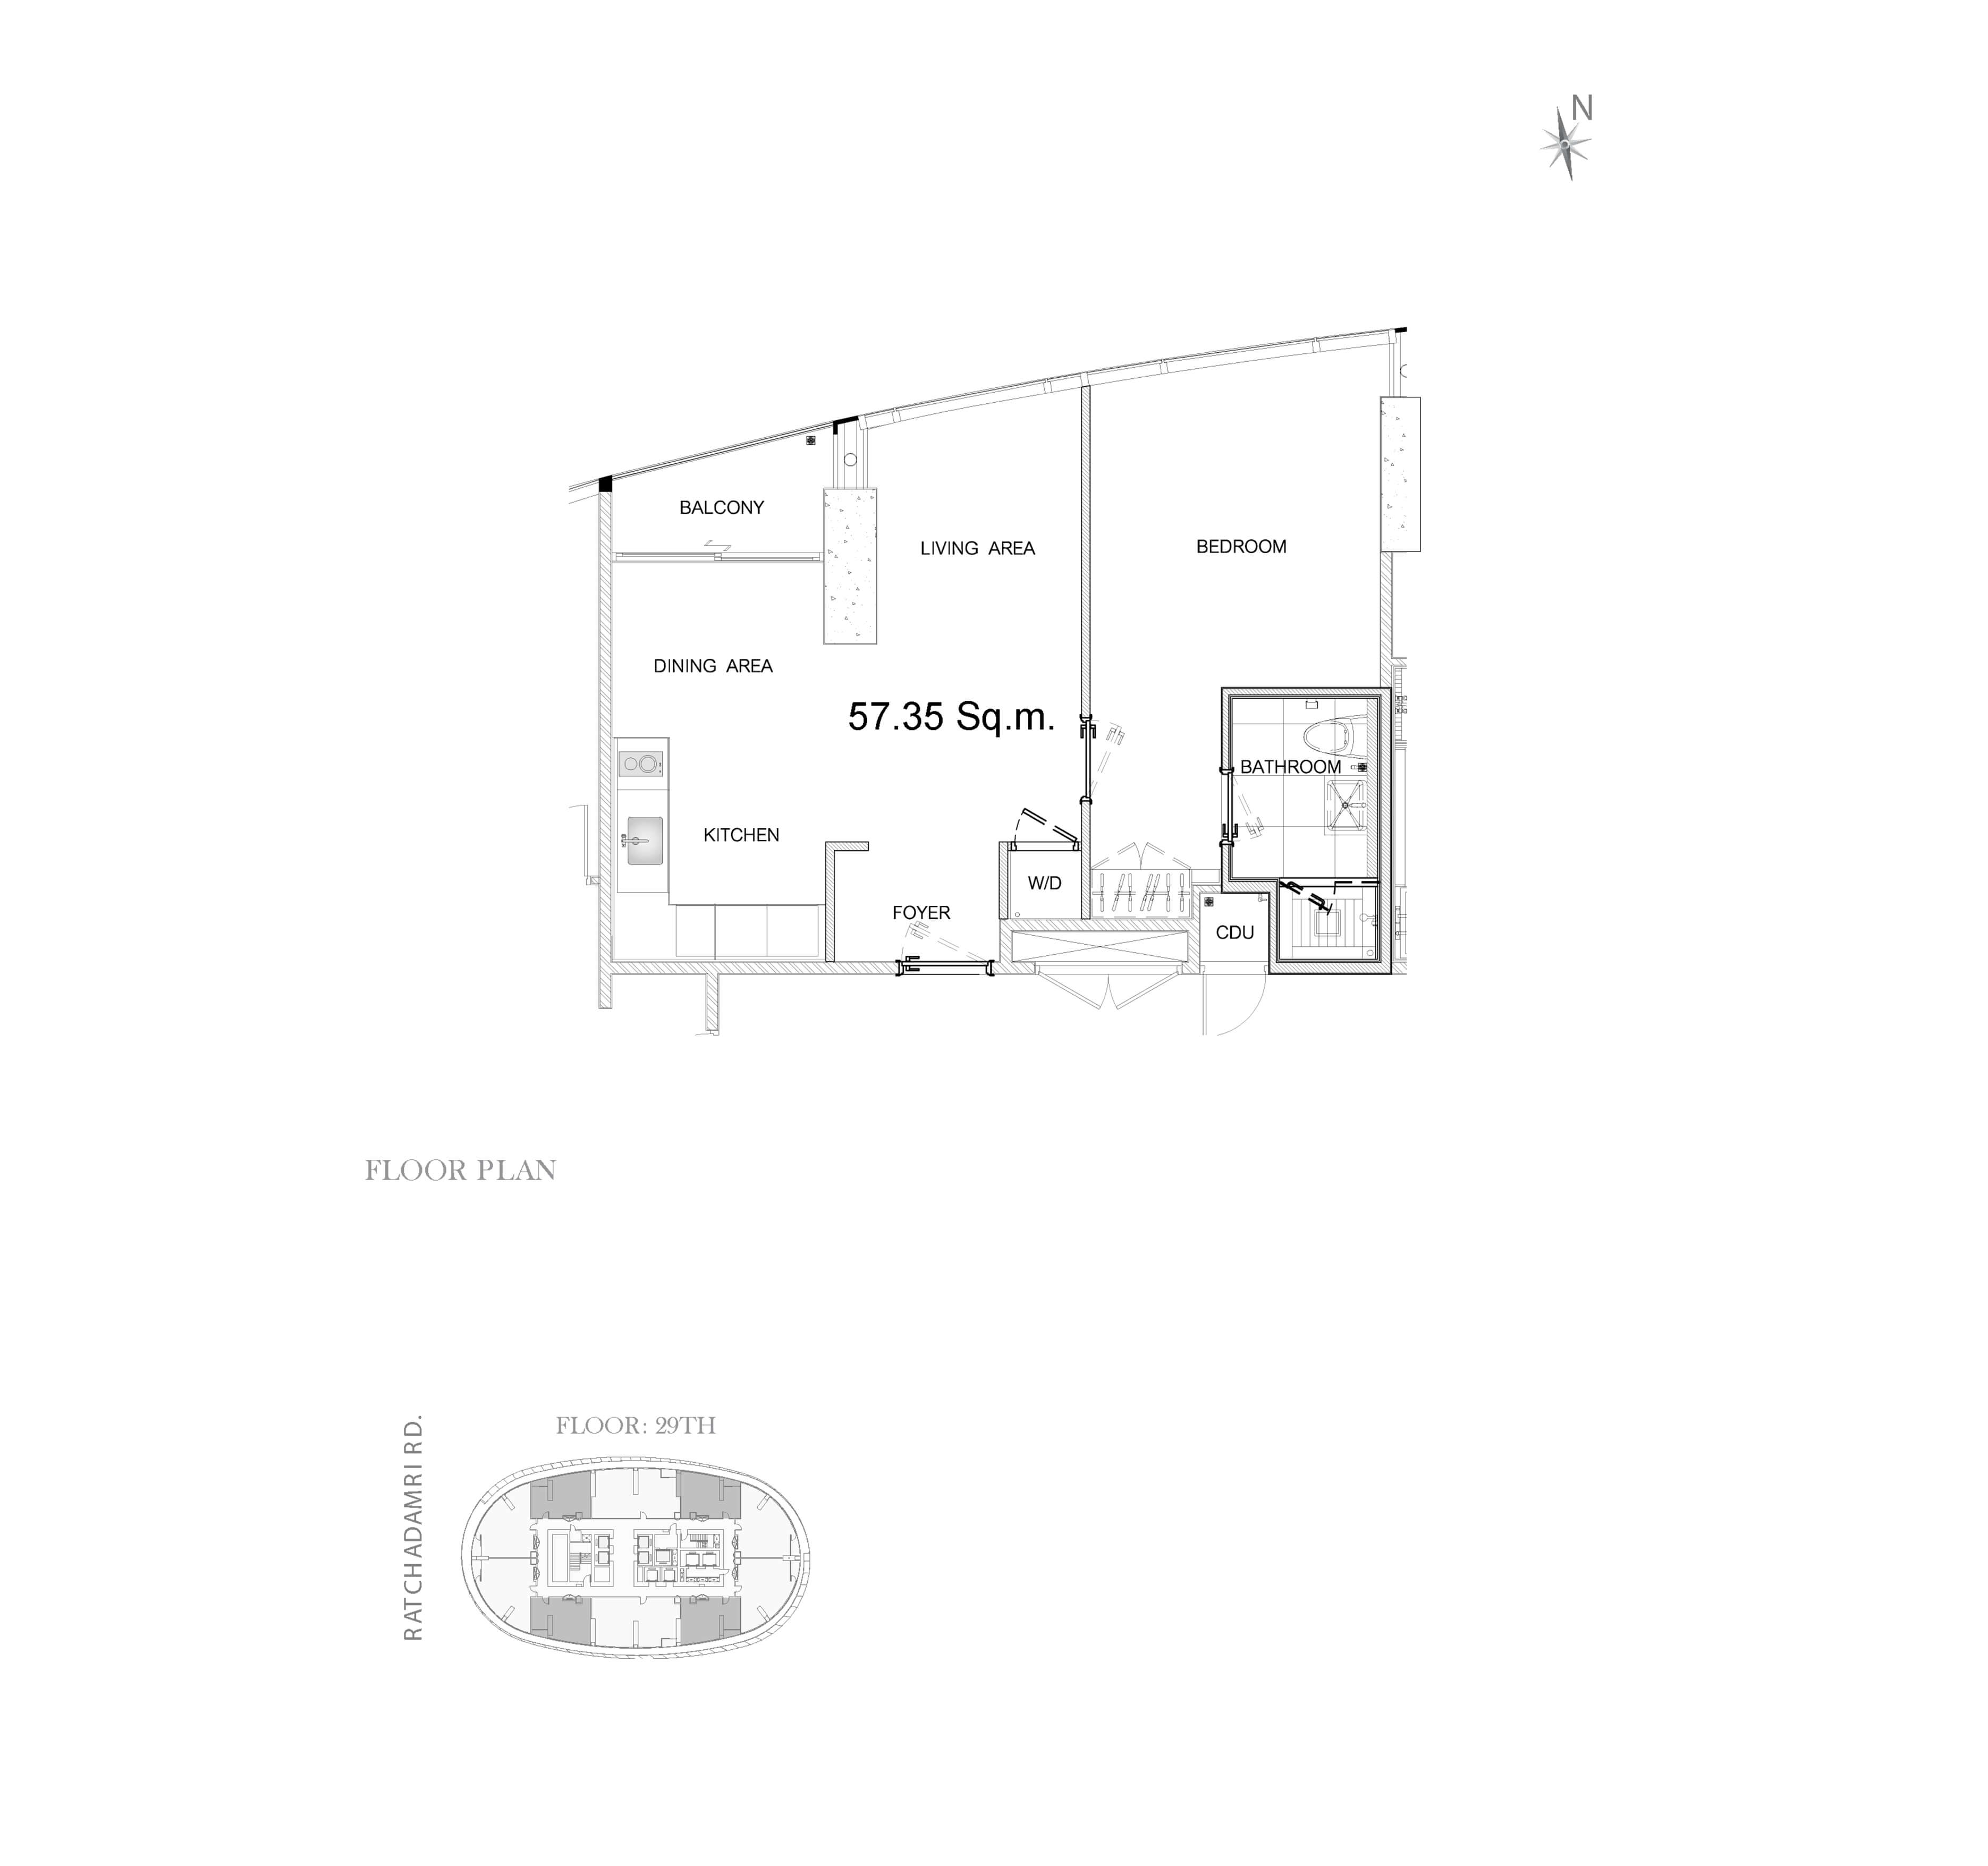 N
BALCONY
LIVING AREA
BEDROOM
DINING AREA
57.35 Sq.m.
BATHROOM
KITCHEN
W/D
FOYER
CDU
FLOOR PLAN
FLOOR: 29TH
RATCHADAMRI RD.